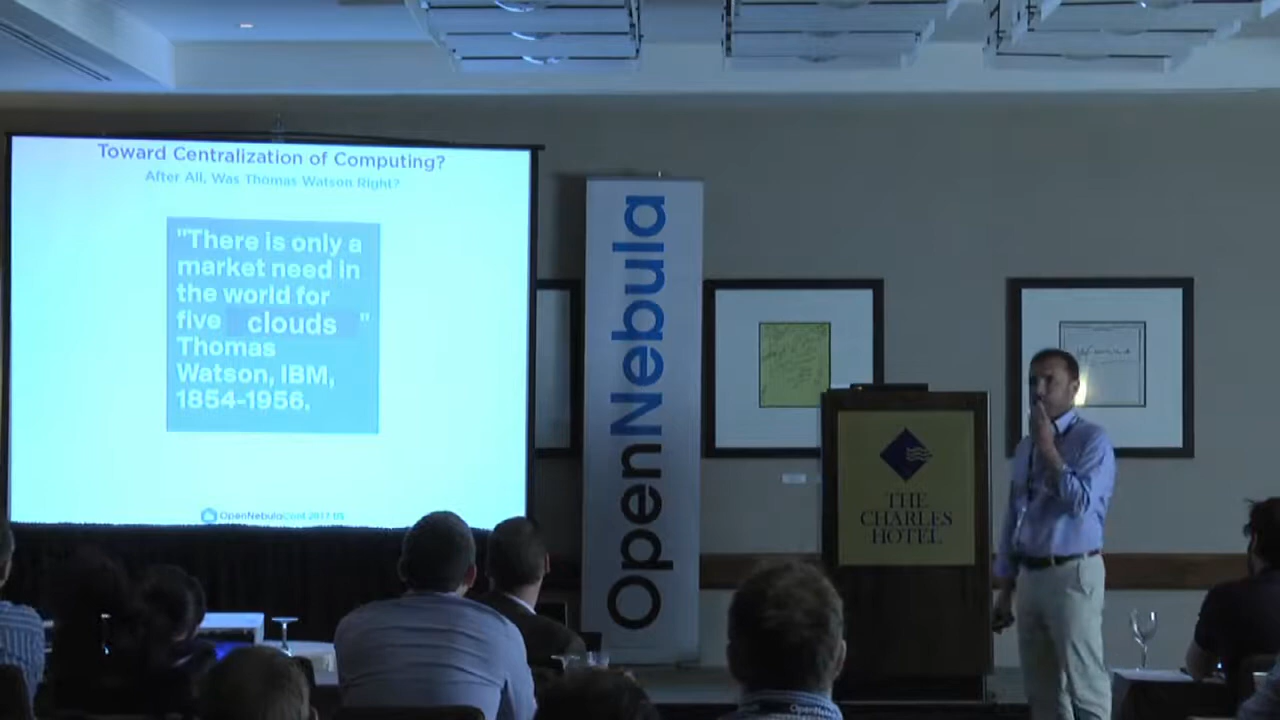 Toward Centralization of Computing?
After All, Was Thomas Watson Right?
"There is only a
market need in
the world for
five clouds "
Thomas
Watson, IBM,
1854-1956.
OpenNebulaConf 2017 US
OpenNebula
THE
CHARLES
HOTEL